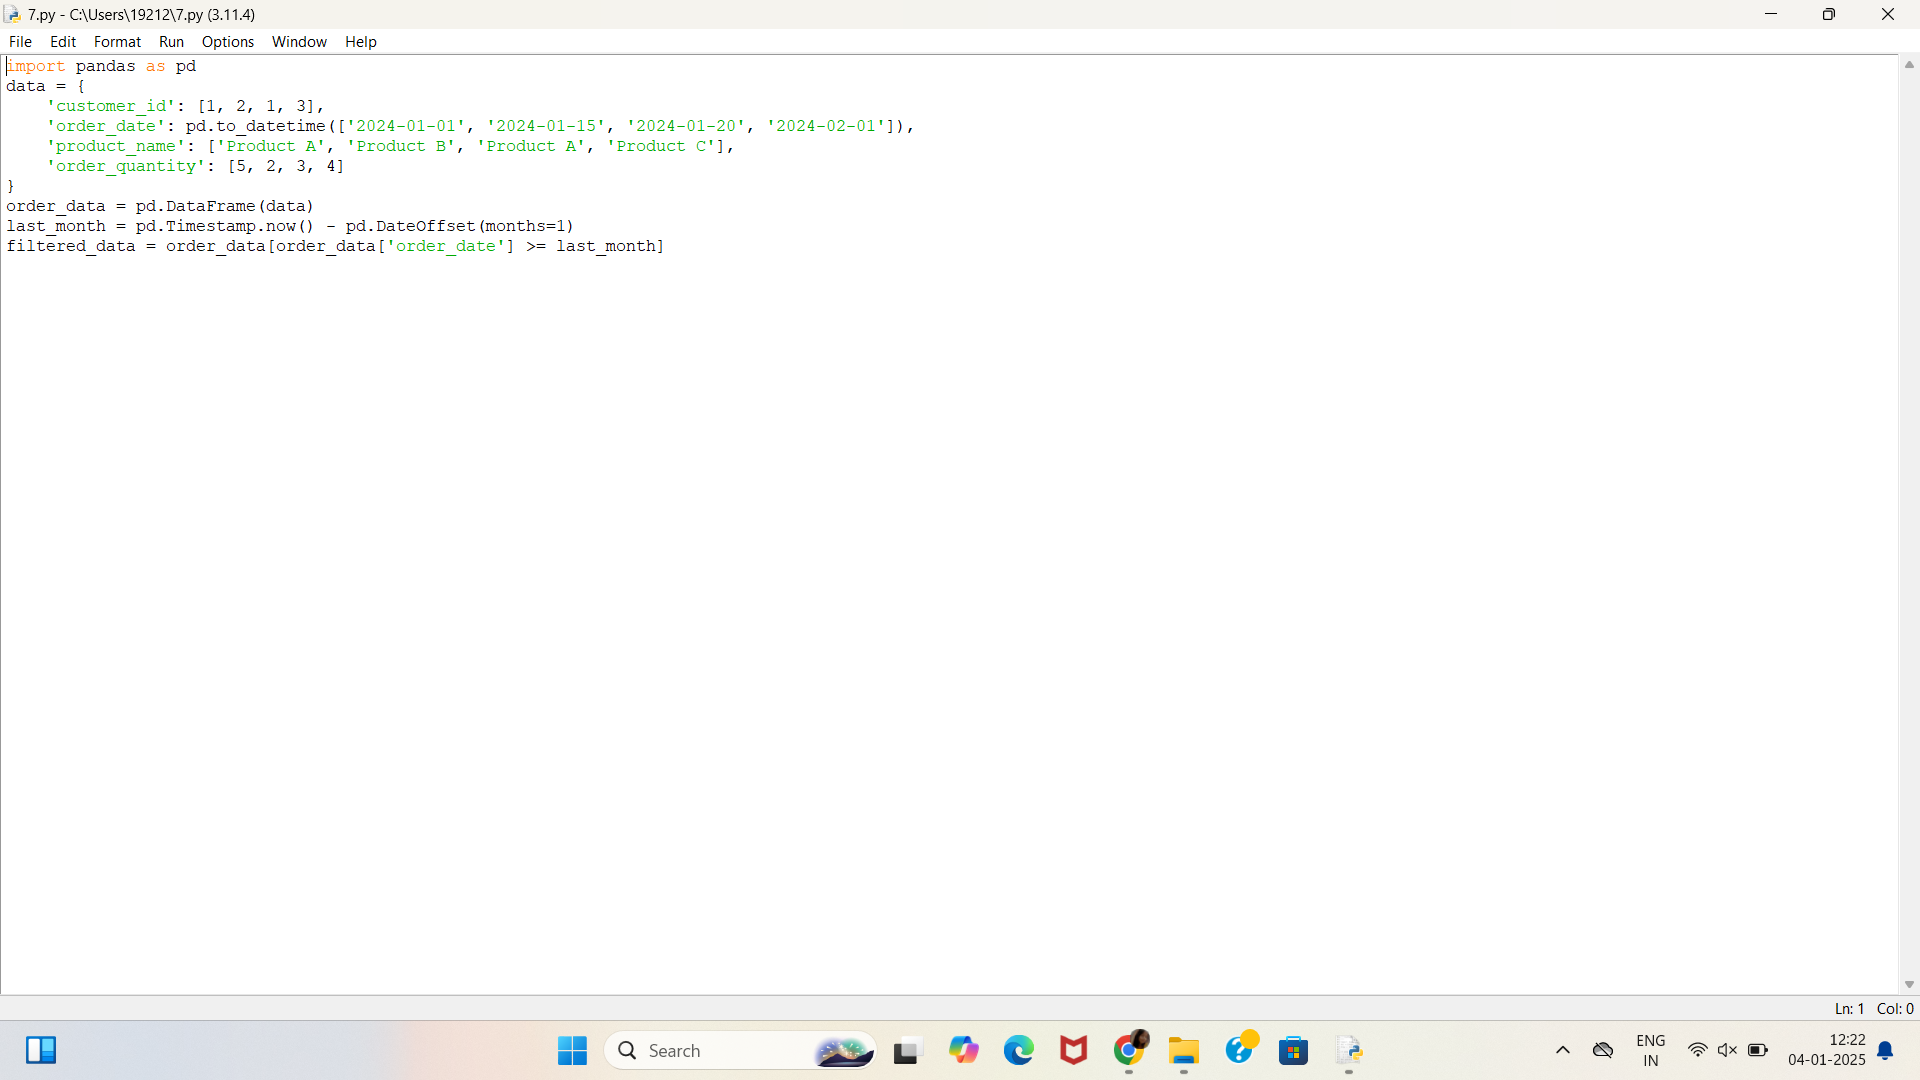 7.py - C:\Users\19212\7.py (3.11.4)
File Edit Format Run Options Window Help
import pandas as pd
data = {
    'customer_id': [1, 2, 1, 3],
    'order_date': pd.to_datetime(['2024-01-01', '2024-01-15', '2024-01-20', '2024-02-01']),
    'product_name': ['Product A', 'Product B', 'Product A', 'Product C'],
    'order_quantity': [5, 2, 3, 4]
}
order_data = pd.DataFrame(data)
last_month = pd.Timestamp.now() - pd.DateOffset(months=1)
filtered_data = order_data[order_data['order_date'] >= last_month]
Ln: 1 Col: 0
Search
ENG
IN
12:22
04-01-2025